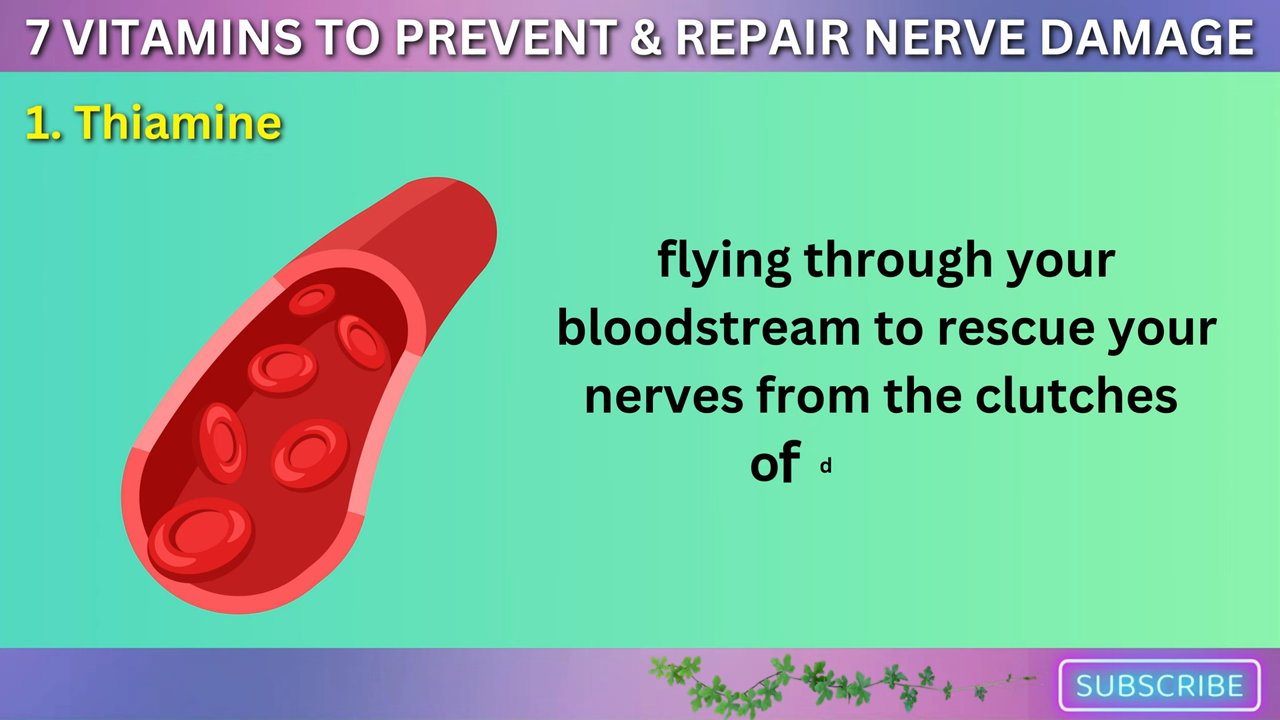 7 VITAMINS TO PREVENT & REPAIR NERVE DAMAGE
1. Thiamine
flying through your
bloodstream to rescue your
nerves from the clutches
of d
SUBSCRIBE